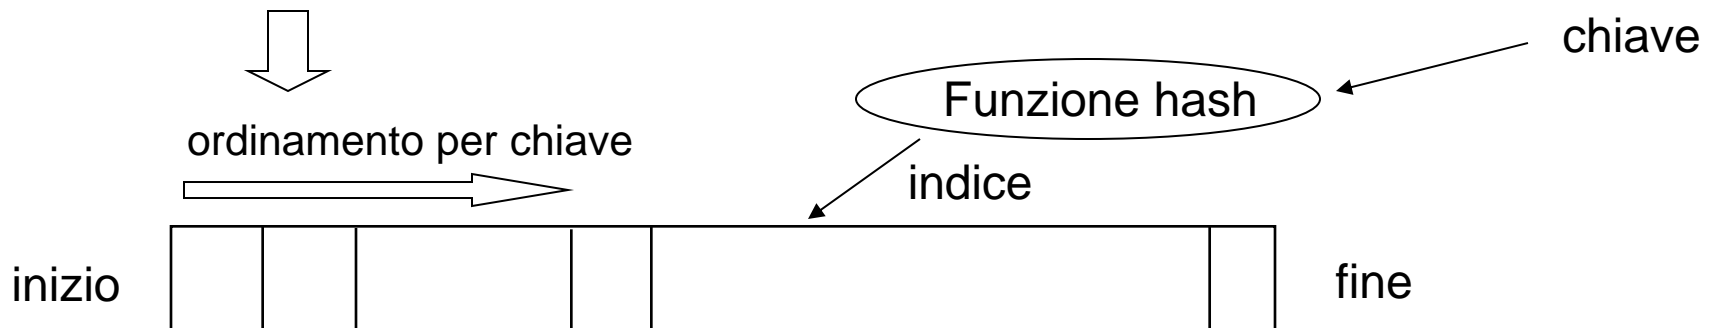 chiave
Funzione hash
ordinamento per chiave
indice
inizio
fine